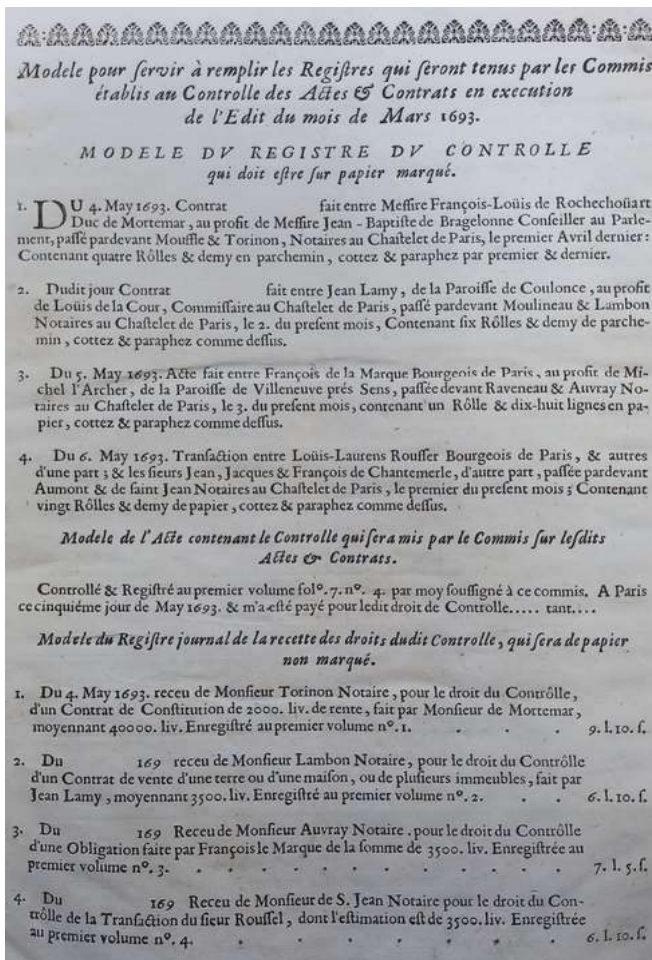 Modele pour ſervir à remplir les Regiſtres qui ſeront tenus par les Commis
établis au Controlle des Actes & Contrats en execution
de l'Edit du mois de Mars 1693.
MODELE DV REGISTRE DV CONTROLLE
qui doit eſtre ſur papier marqué.
1. DU 4. May 1693. Contrat fait entre Meſſire François-Loüis de Rochechoüart
Duc de Mortemar, au profit de Meſſire Jean-Baptiſte de Bragelonne Conſeiller au Parle-
ment, paſſé pardevant Mouffle & Torinon, Notaires au Chaſtelet de Paris, le premier Avril dernier:
Contenant quatre Rôlles & demy en parchemin, cottez & paraphez par premier & dernier.
2. Dudit jour Contrat fait entre Jean Lamy, de la Paroiſſe de Coulonce, au profit
de Loüis de la Cour, Commiſſaire au Chaſtelet de Paris, paſſé pardevant Moulineau & Lambon
Notaires au Chaſtelet de Paris, le 2. du preſent mois, Contenant ſix Rôlles & demy de parche-
min, cottez & paraphez comme deſſus.
3. Du 5. May 1693. Acte fait entre François de la Marque Bourgeois de Paris, au profit de Mi-
chel l'Archer, de la Paroiſſe de Villeneuve prés Sens, paſſée devant Raveneau & Auvray No-
taires au Chaſtelet de Paris, le 3. du preſent mois, contenant un Rôlle & dix-huit lignes en pa-
pier, cottez & paraphez comme deſſus.
4. Du 6. May 1693. Tranſaction entre Loüis-Laurens Rouſſer Bourgeois de Paris, & autres
d'une part; & les ſieurs Jean, Jacques & François de Chantemerle, d'autre part, paſſée pardevant
Aumont & de ſaint Jean Notaires au Chaſtelet de Paris, le premier du preſent mois; Contenant
vingt Rôlles & demy de papier, cottez & paraphez comme deſſus.
Modele de l'Acte contenant le Controlle qui ſera mis par le Commis ſur leſdits
Actes & Contrats.
Controllé & Regiſtré au premier volume folº. 7. nº. 4. par moy ſouſſigné à ce commis. A Paris
ce cinquiéme jour de May 1693. & m'a eſté payé pour ledit droit de Controlle..... tant....
Modele du Regiſtre journal de la recette des droits dudit Controlle, qui ſera de papier
non marqué.
1. Du 4. May 1693. receu de Monſieur Torinon Notaire, pour le droit du Contrôlle,
d'un Contrat de Conſtitution de 2000. liv. de rente, fait par Monſieur de Mortemar,
moyennant 40000. liv. Enregiſtré au premier volume nº. 1. . . . 9. l. 10. ſ.
2. Du 169 receu de Monſieur Lambon Notaire, pour le droit du Contrôlle
d'un Contrat de vente d'une terre ou d'une maiſon, ou de pluſieurs immeubles, fait par
Jean Lamy, moyennant 3500. liv. Enregiſtré au premier volume nº. 2. . . 6. l. 10. ſ.
3. Du 169 Receu de Monſieur Auvray Notaire. pour le droit du Contrôlle
d'une Obligation faite par François le Marque de la ſomme de 3500. liv. Enregiſtrée au
premier volume nº. 3. . . . . . . . . . . 7. l. 5. ſ.
4. Du 169 Receu de Monſieur de S. Jean Notaire pour le droit du Con-
trôlle de la Tranſaction du ſieur Rouſſel, dont l'eſtimation eſt de 3500. liv. Enregiſtrée
au premier volume nº. 4. . . . . . . . . 6. l. 10. ſ.